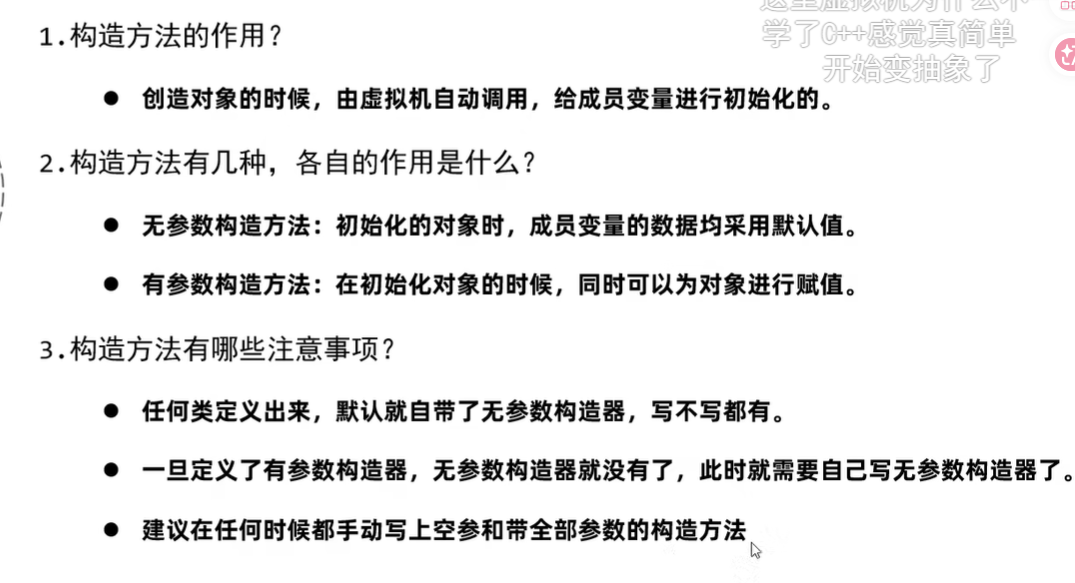 这里虚拟机为什么不
学了C++感觉真简单
开始变抽象了
1.构造方法的作用？
● 创造对象的时候，由虚拟机自动调用，给成员变量进行初始化的。
2.构造方法有几种，各自的作用是什么？
● 无参数构造方法：初始化的对象时，成员变量的数据均采用默认值。
● 有参数构造方法：在初始化对象的时候，同时可以为对象进行赋值。
3.构造方法有哪些注意事项？
● 任何类定义出来，默认就自带了无参数构造器，写不写都有。
● 一旦定义了有参数构造器，无参数构造器就没有了，此时就需要自己写无参数构造器了。
● 建议在任何时候都手动写上空参和带全部参数的构造方法